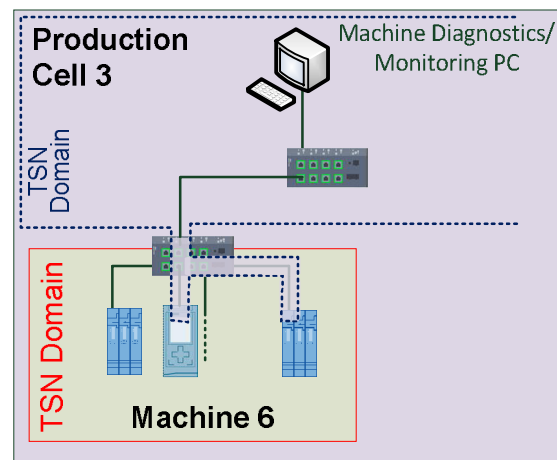 Production
Cell 3
Machine Diagnostics/
Monitoring PC
TSN
Domain
TSN Domain
Machine 6